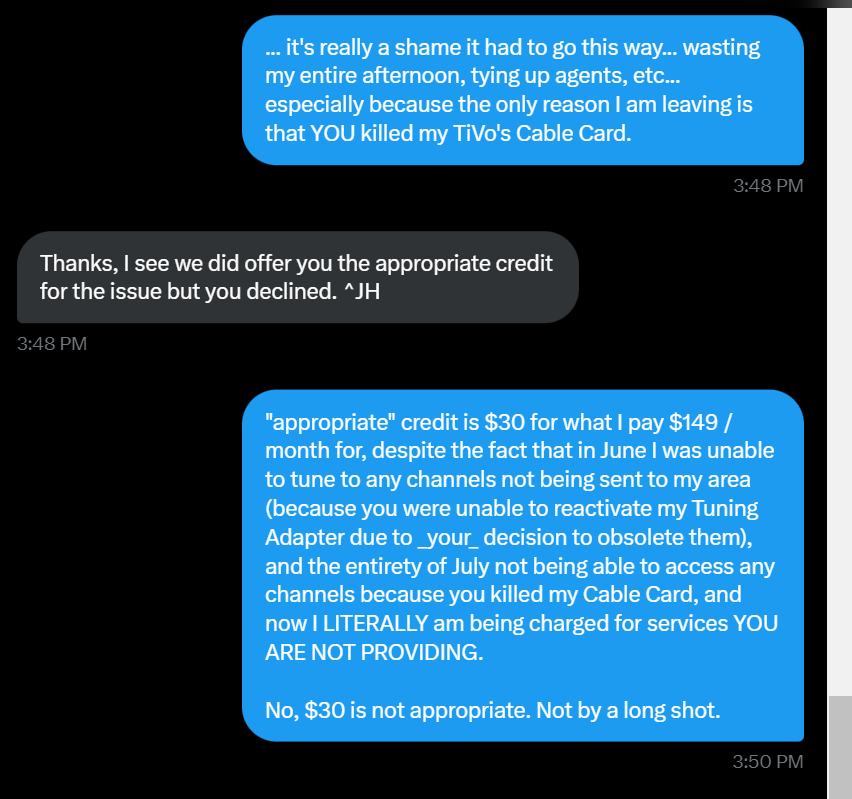 ... it's really a shame it had to go this way... wasting
my entire afternoon, tying up agents, etc...
especially because the only reason I am leaving is
that YOU killed my TiVo's Cable Card.
3:48 PM
Thanks, I see we did offer you the appropriate credit
for the issue but you declined. ^JH
3:48 PM
"appropriate" credit is $30 for what I pay $149 /
month for, despite the fact that in June I was unable
to tune to any channels not being sent to my area
(because you were unable to reactivate my Tuning
Adapter due to _your_ decision to obsolete them),
and the entirety of July not being able to access any
channels because you killed my Cable Card, and
now I LITERALLY am being charged for services YOU
ARE NOT PROVIDING.
No, $30 is not appropriate. Not by a long shot.
3:50 PM